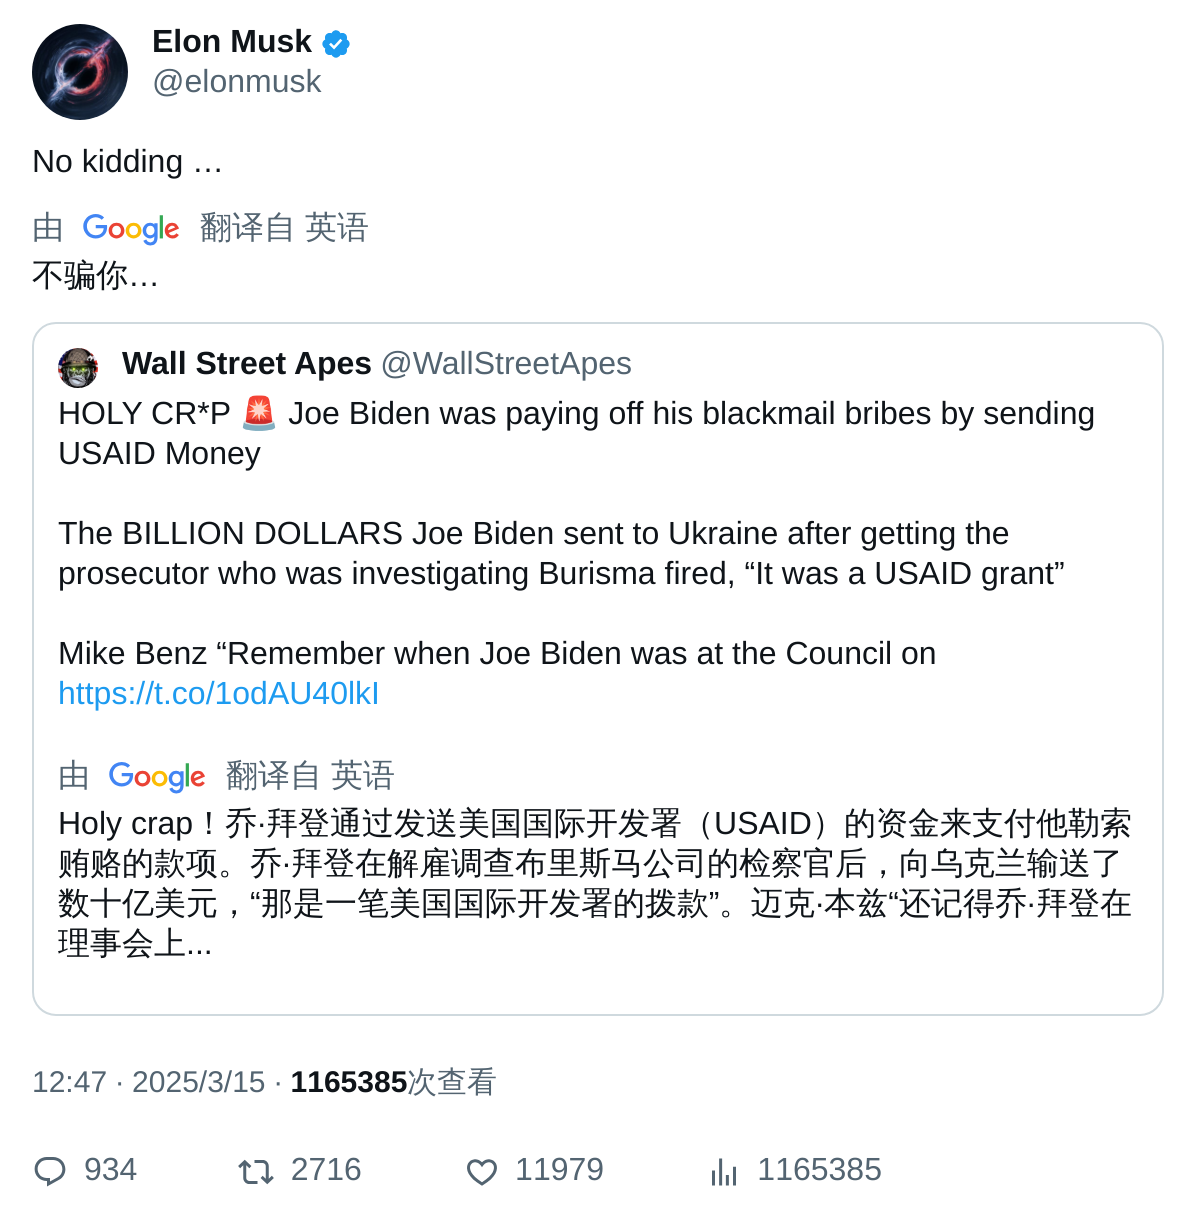 Elon Musk
@elonmusk
No kidding …
由 Google 翻译自 英语
不骗你…
Wall Street Apes @WallStreetApes
HOLY CR*P 🚨 Joe Biden was paying off his blackmail bribes by sending
USAID Money
The BILLION DOLLARS Joe Biden sent to Ukraine after getting the
prosecutor who was investigating Burisma fired, “It was a USAID grant”
Mike Benz “Remember when Joe Biden was at the Council on
https://t.co/1odAU40lkI
由 Google 翻译自 英语
Holy crap！乔·拜登通过发送美国国际开发署（USAID）的资金来支付他勒索
贿赂的款项。乔·拜登在解雇调查布里斯马公司的检察官后，向乌克兰输送了
数十亿美元，“那是一笔美国国际开发署的拨款”。迈克·本兹“还记得乔·拜登在
理事会上...
12:47 · 2025/3/15 · 1165385次查看
934 2716 11979 1165385